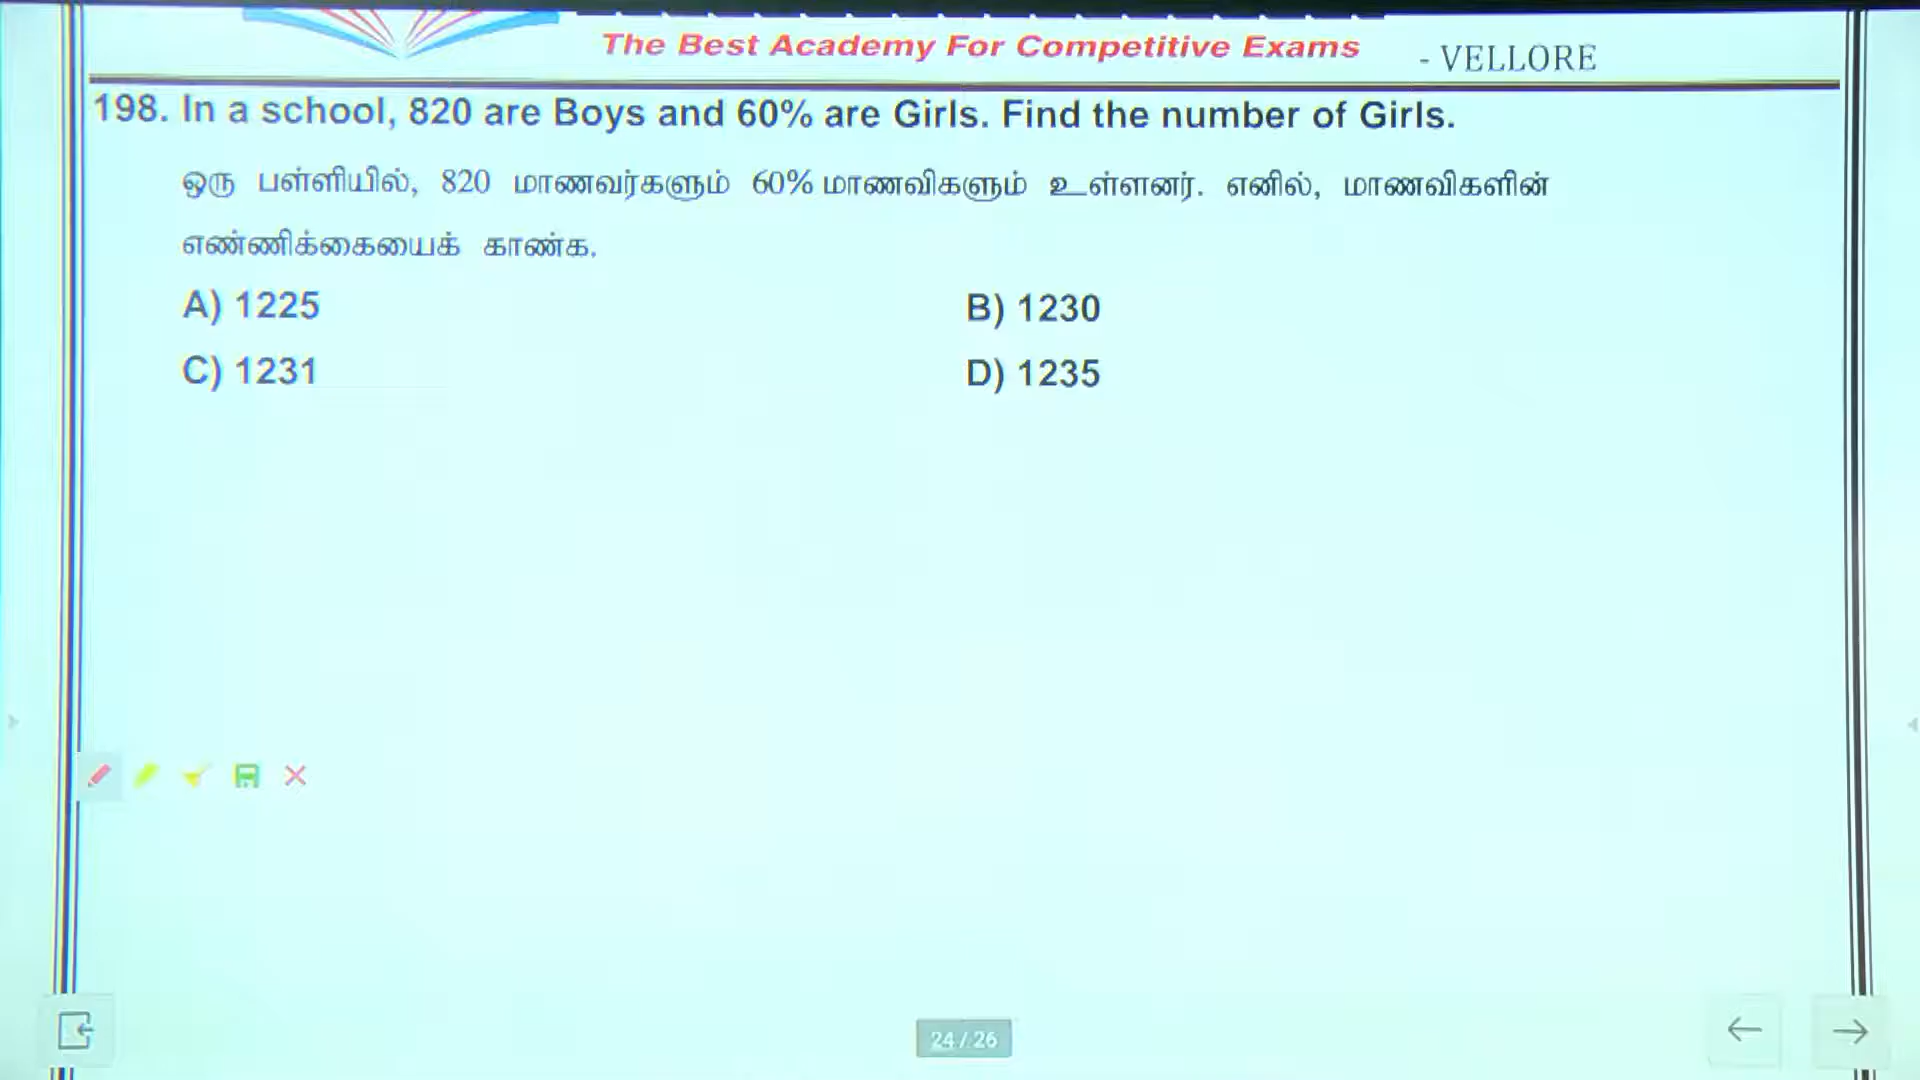 The Best Academy For Competitive Exams
- VELLORE
198. In a school, 820 are Boys and 60% are Girls. Find the number of Girls.
ஒரு பள்ளியில், 820 மாணவர்களும் 60% மாணவிகளும் உள்ளனர். எனில், மாணவிகளின்
எண்ணிக்கையைக் காண்க.
A) 1225
B) 1230
C) 1231
D) 1235
24 / 26